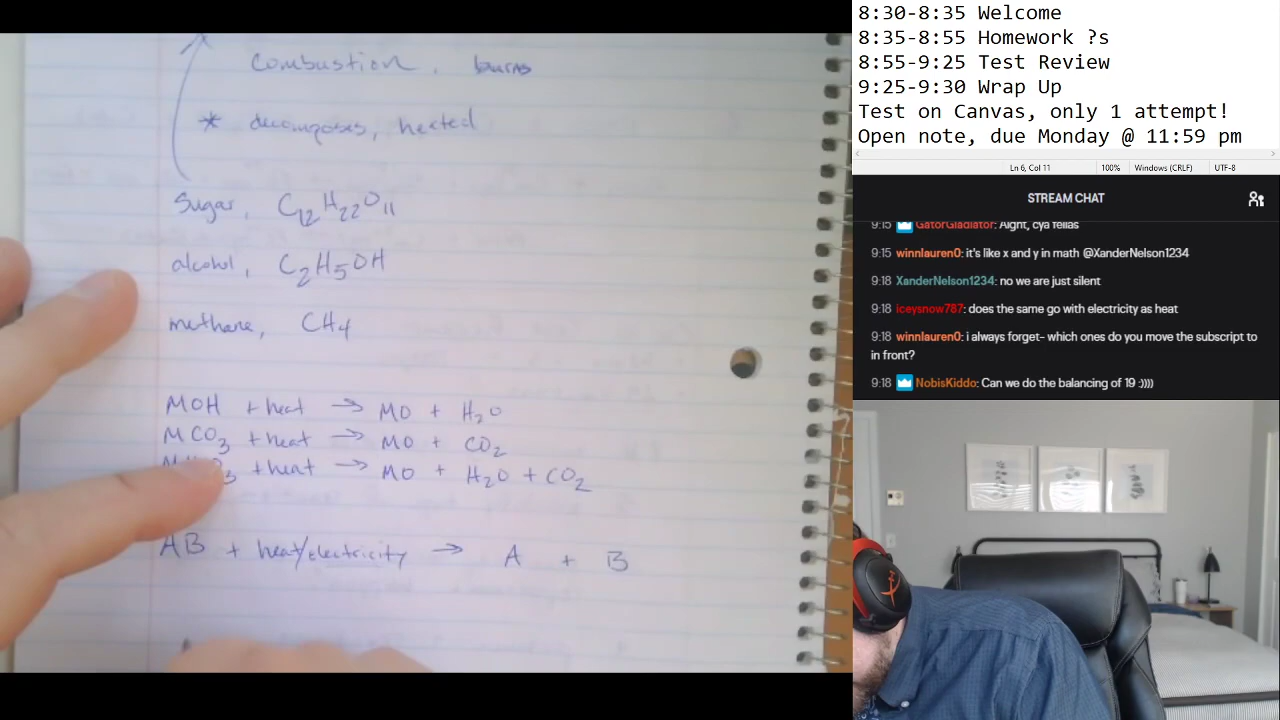 combustion, burns
* decomposes, heated
Sugar, C12H22O11
alcohol, C2H5OH
methane, CH4
MOH + heat → MO + H2O
MCO3 + heat → MO + CO2
+ heat → MO + H2O + CO2
AB + heat/electricity → A + B
8:30-8:35 Welcome
8:35-8:55 Homework ?s
8:55-9:25 Test Review
9:25-9:30 Wrap Up
Test on Canvas, only 1 attempt!
Open note, due Monday @ 11:59 pm
Ln 6, Col 11 100% Windows (CRLF) UTF-8
STREAM CHAT
9:15 GatorGladiator: Aight, cya fellas
9:15 winnlauren0: it's like x and y in math @XanderNelson1234
9:18 XanderNelson1234: no we are just silent
9:18 iceysnow787: does the same go with electricity as heat
9:18 winnlauren0: i always forget- which ones do you move the subscript to
in front?
9:18 NobisKiddo: Can we do the balancing of 19 :))))